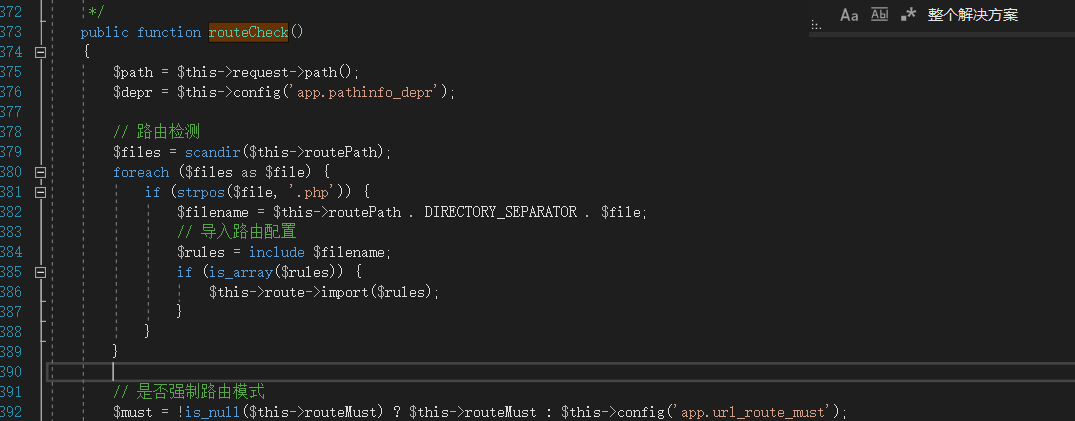 372 */
Aa Abl .* 整个解决方案
373 public function routeCheck()
374 {
375 $path = $this->request->path();
376 $depr = $this->config('app.pathinfo_depr');
377
378 // 路由检测
379 $files = scandir($this->routePath);
380 foreach ($files as $file) {
381 if (strpos($file, '.php')) {
382 $filename = $this->routePath . DIRECTORY_SEPARATOR . $file;
383 // 导入路由配置
384 $rules = include $filename;
385 if (is_array($rules)) {
386 $this->route->import($rules);
387 }
388 }
389 }
390
391 // 是否强制路由模式
392 $must = !is_null($this->routeMust) ? $this->routeMust : $this->config('app.url_route_must');